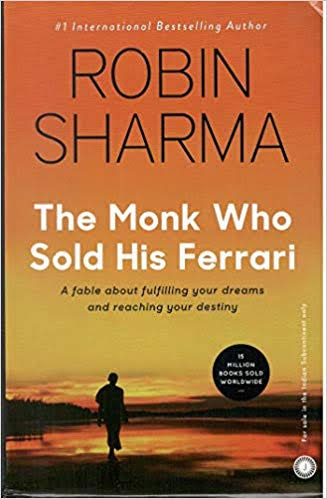 #1 International Bestselling Author
ROBIN
SHARMA
The Monk Who
Sold His Ferrari
A fable about fulfilling your dreams
and reaching your destiny
15
MILLION
BOOKS SOLD
WORLDWIDE
For sale in the Indian Subcontinent only
J